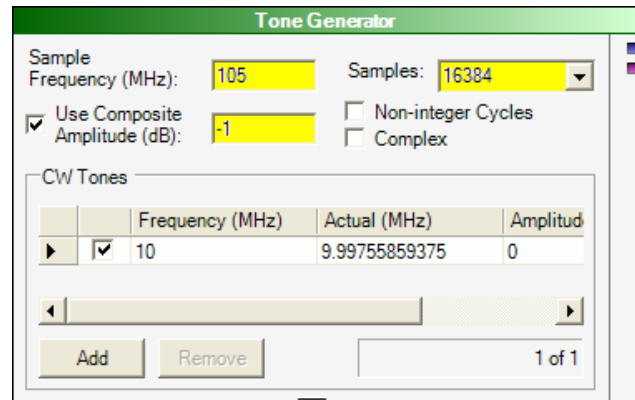 Tone Generator
Sample
Frequency (MHz): 105 Samples: 16384
Use Composite
Amplitude (dB): -1
Non-integer Cycles
Complex
CW Tones
Frequency (MHz) Actual (MHz) Amplitud
10 9.99755859375 0
Add Remove 1 of 1